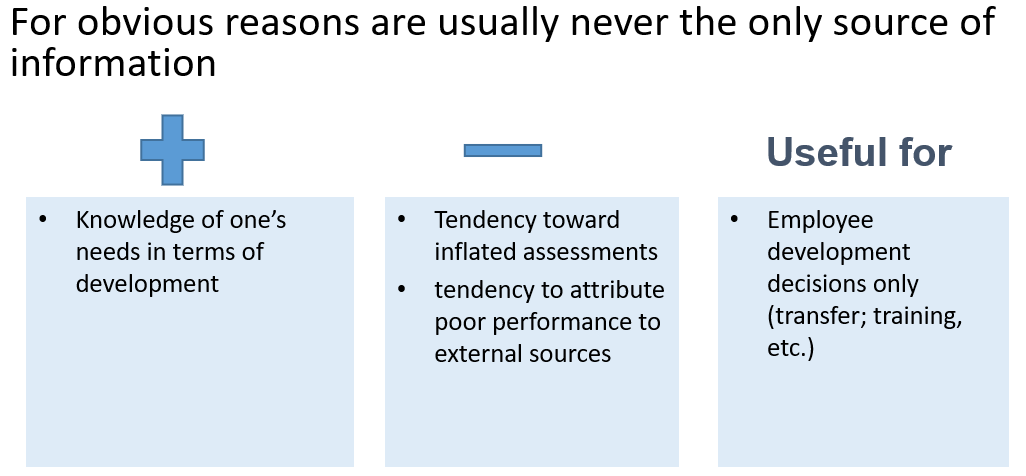 For obvious reasons are usually never the only source of
information
Useful for
• Knowledge of one’s
needs in terms of
development
• Tendency toward
inflated assessments
• tendency to attribute
poor performance to
external sources
• Employee
development
decisions only
(transfer; training,
etc.)